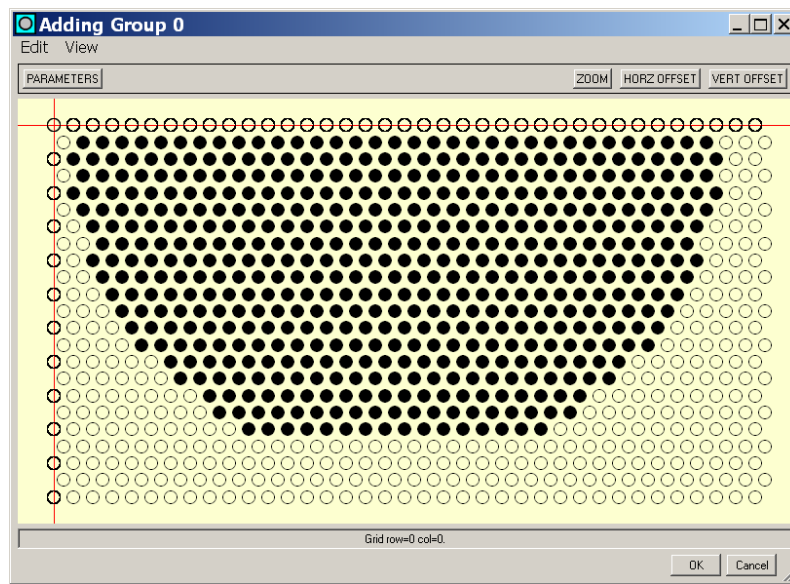 Adding Group 0
Edit View
PARAMETERS ZOOM HORZ OFFSET VERT OFFSET
Grid row=0 col=0.
OK Cancel